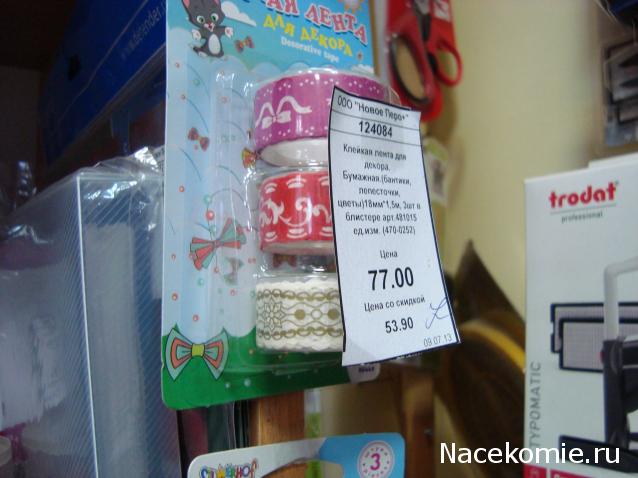 АЯ ЛЕНТА
ДЛЯ ДЕКОРА
Decorative tape
ООО "Новое Перо+"
124084
Клейкая лента для
декора.
Бумажная.(бантики,
лепесточки,
цветы)18мм*1,5м, 3шт в
блистере арт.481015
ед.изм. (470-0252)
Цена
77.00
Цена со скидкой
53.90
09.07.13
trodat
professional
TYPOMATIC
3
Nacekomie.ru